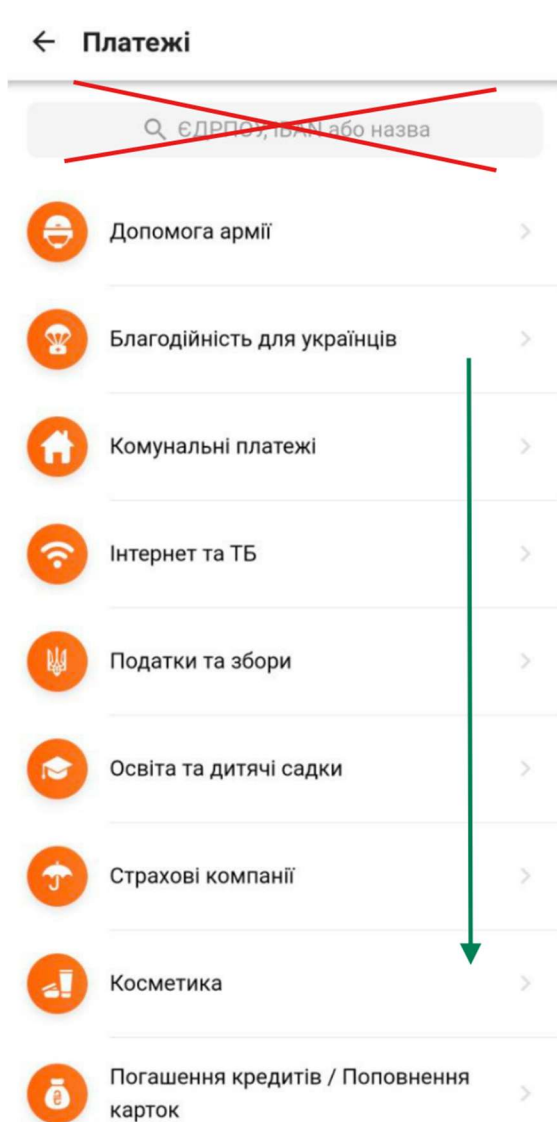 Платежі
ЄДРПОУ, IBAN або назва
Допомога армії
Благодійність для українців
Комунальні платежі
Інтернет та ТБ
Податки та збори
Освіта та дитячі садки
Страхові компанії
Косметика
Погашення кредитів / Поповнення
карток